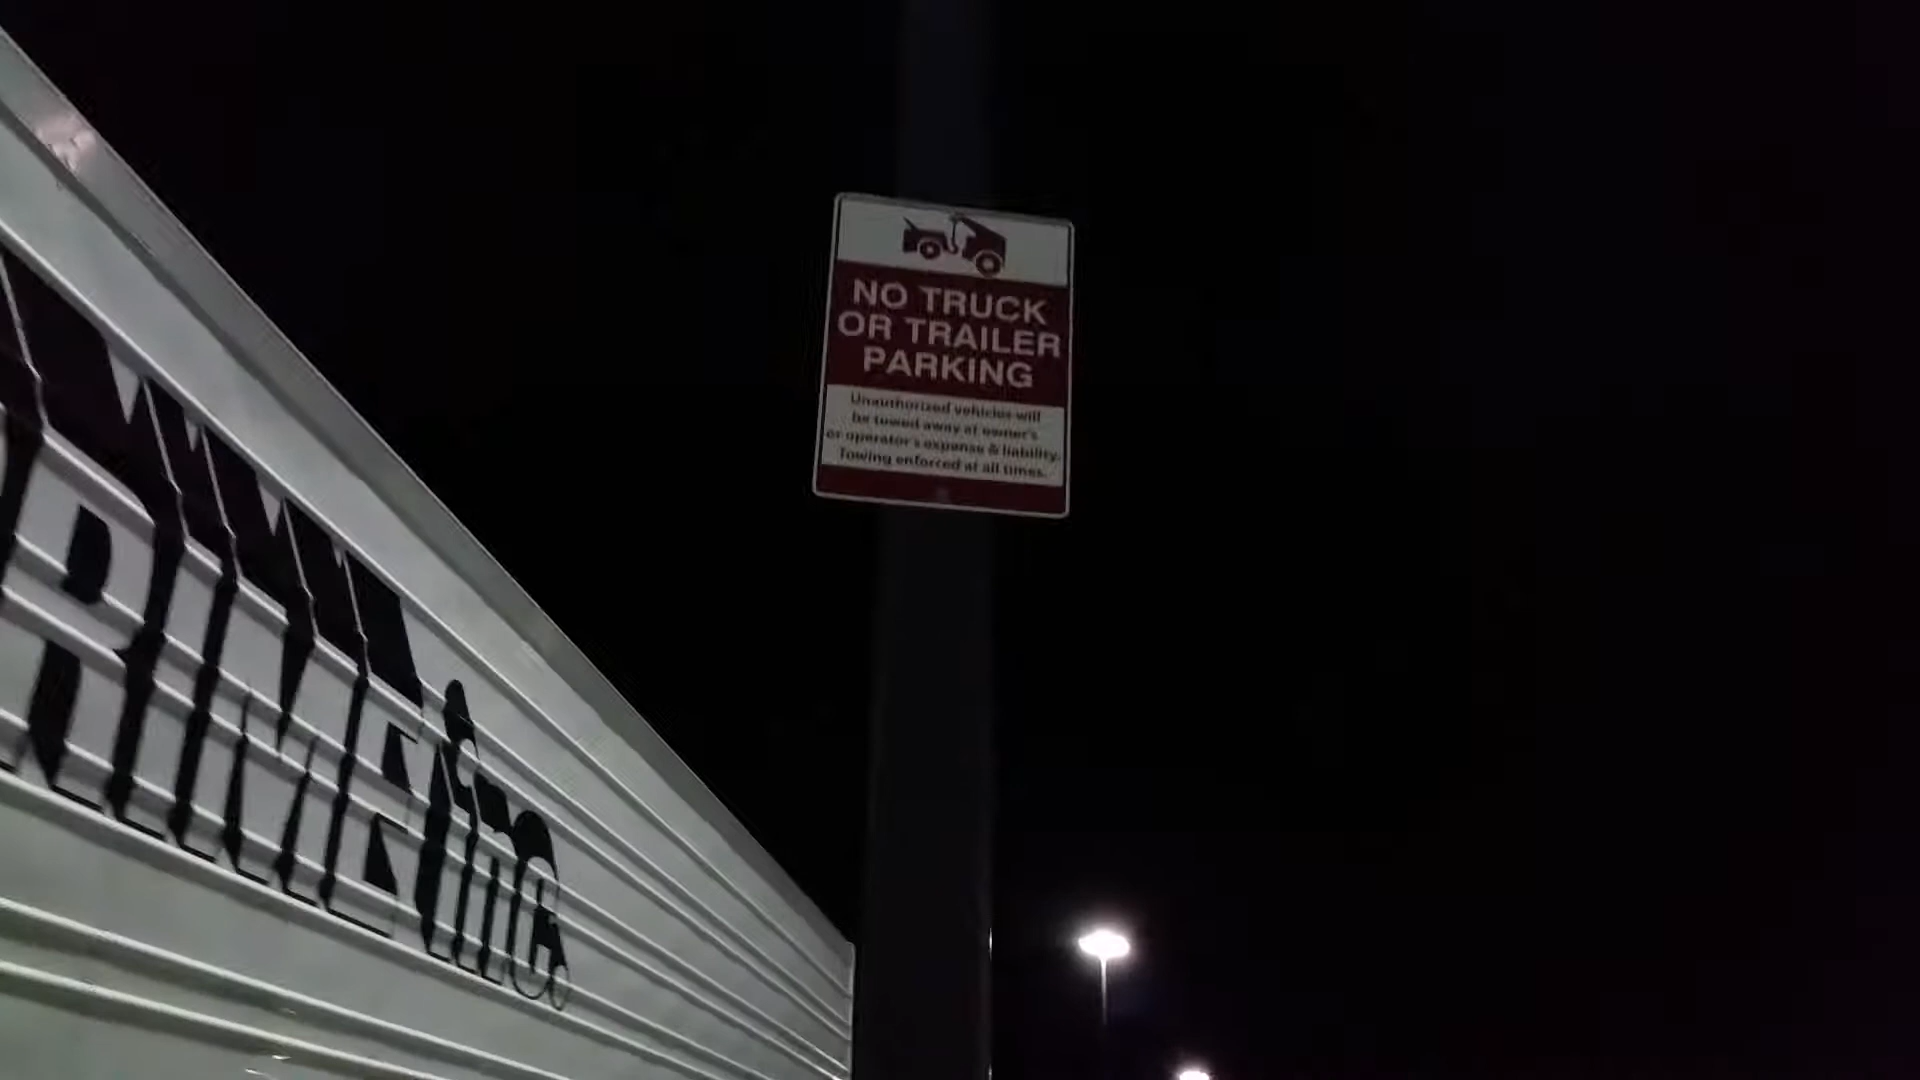 NO TRUCK
OR TRAILER
PARKING
Unauthorized vehicles will
be towed away at owner's
or operator's expense & liability.
Towing enforced at all times.
inc.